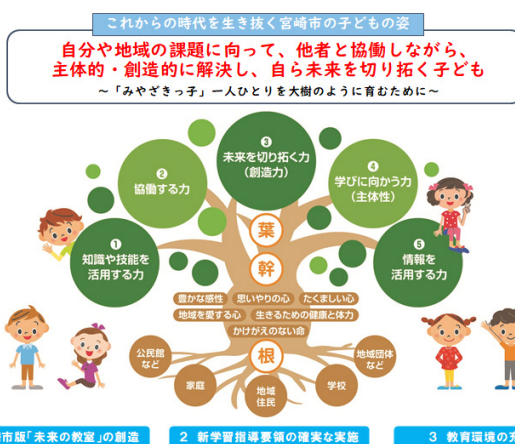 これからの時代を生き抜く宮崎市の子どもの姿
自分や地域の課題に向って、他者と協働しながら、
主体的・創造的に解決し、自ら未来を切り拓く子ども
～「みやざきっ子」一人ひとりを大樹のように育むために～
❸
未来を切り拓く力
（創造力）
❷
協働する力
❹
学びに向かう力
（主体性）
❶
知識や技能を
活用する力
❺
情報を
活用する力
葉
幹
豊かな感性 思いやりの心 たくましい心
地域を愛する心 生きるための健康と体力
かけがえのない命
根
公民館
など
家庭
地域
住民
学校
地域団体
など
市版「未来の教室」の創造
2 新学習指導要領の確実な実施
3 教育環境の